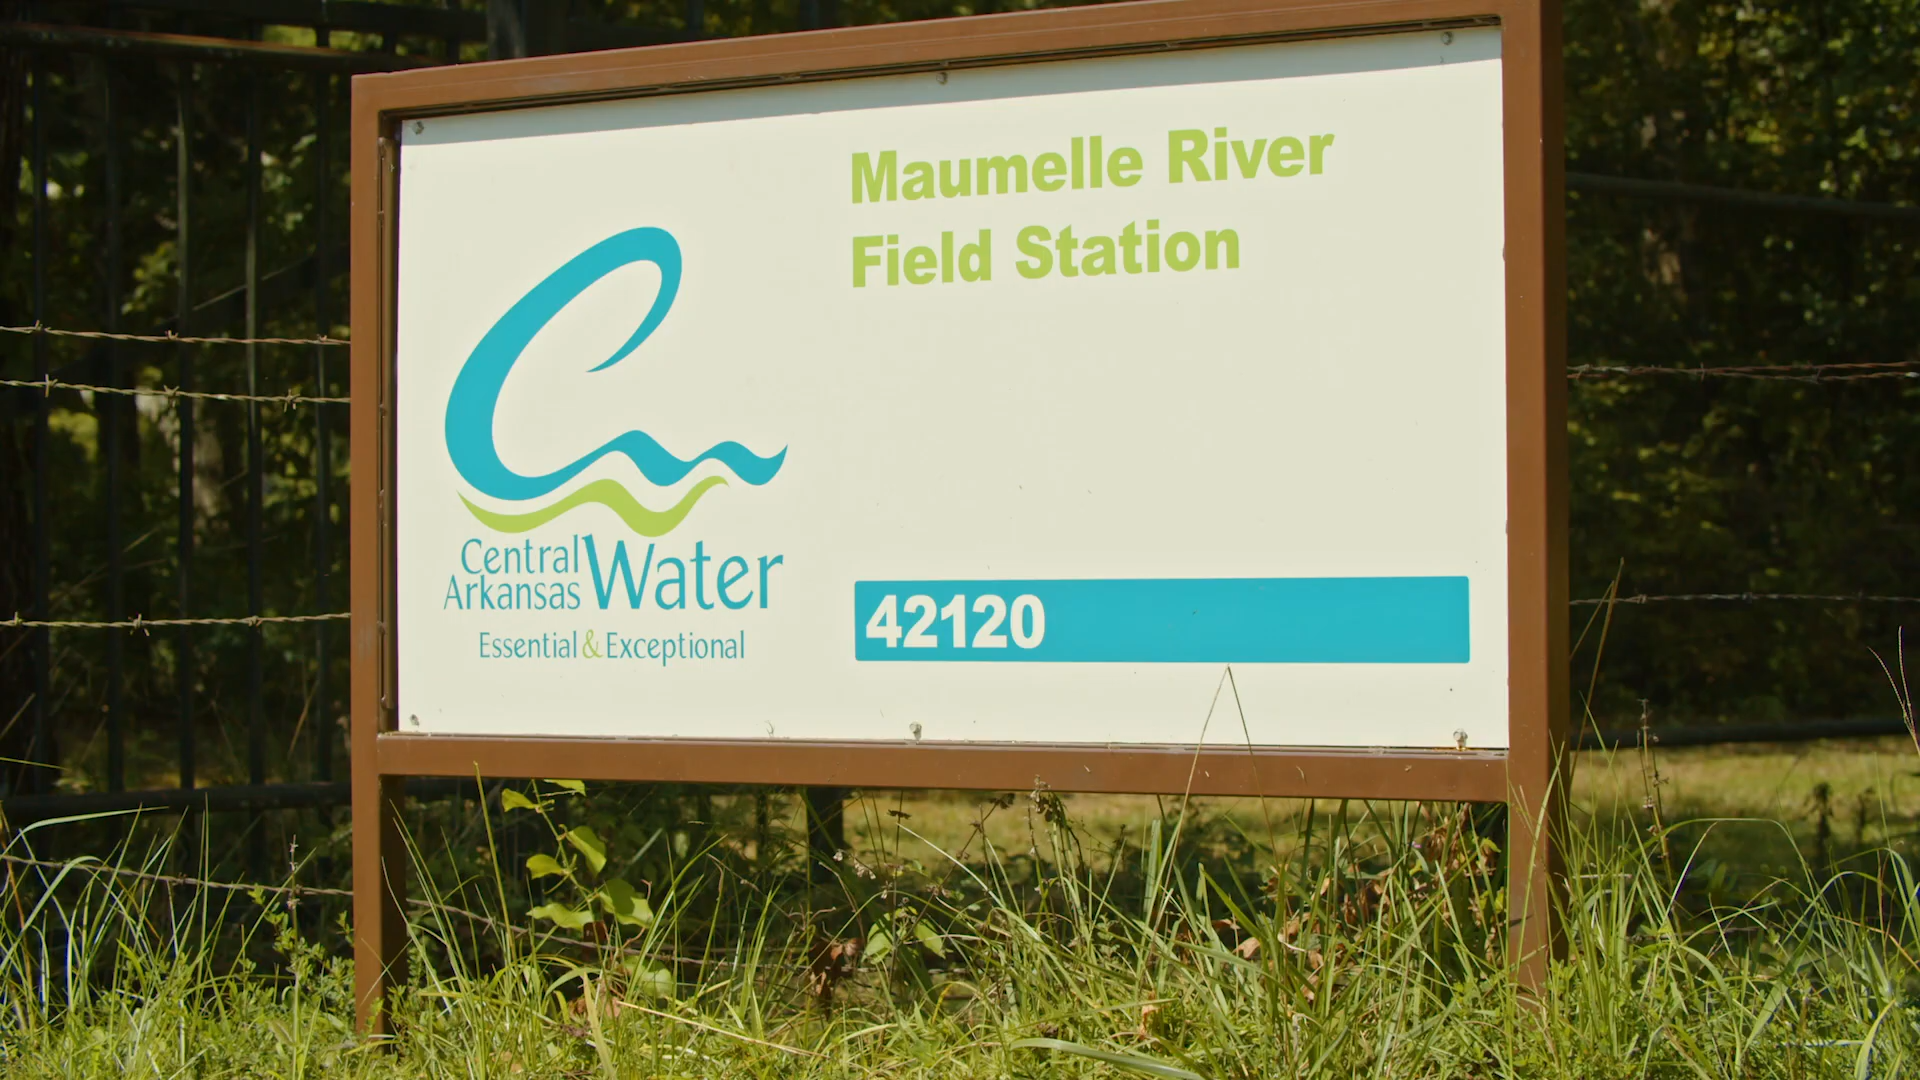 Maumelle River
Field Station
Central
Arkansas Water
Essential & Exceptional
42120